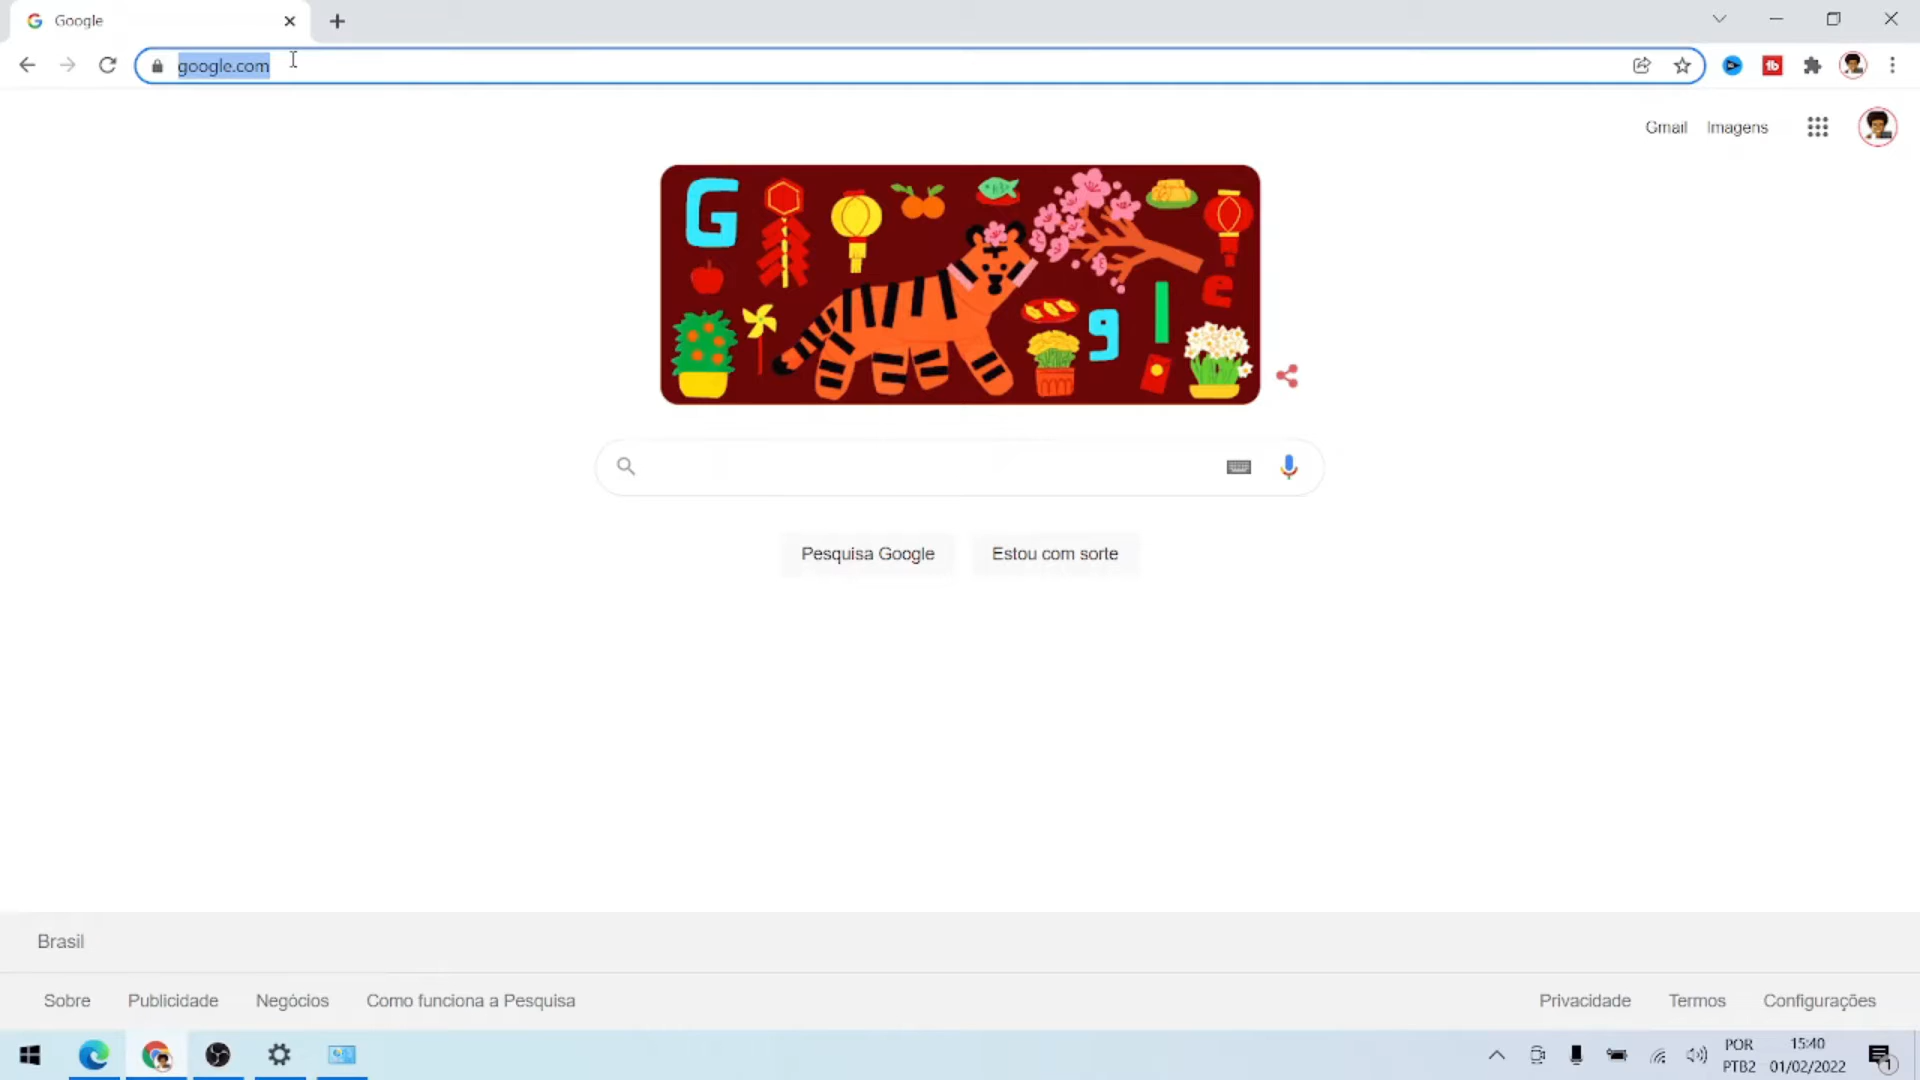 Google
google.com
Gmail Imagens
G g l e
Pesquisa Google Estou com sorte
Brasil
Sobre Publicidade Negócios Como funciona a Pesquisa Privacidade Termos Configurações
POR 15:40
PTB2 01/02/2022 1